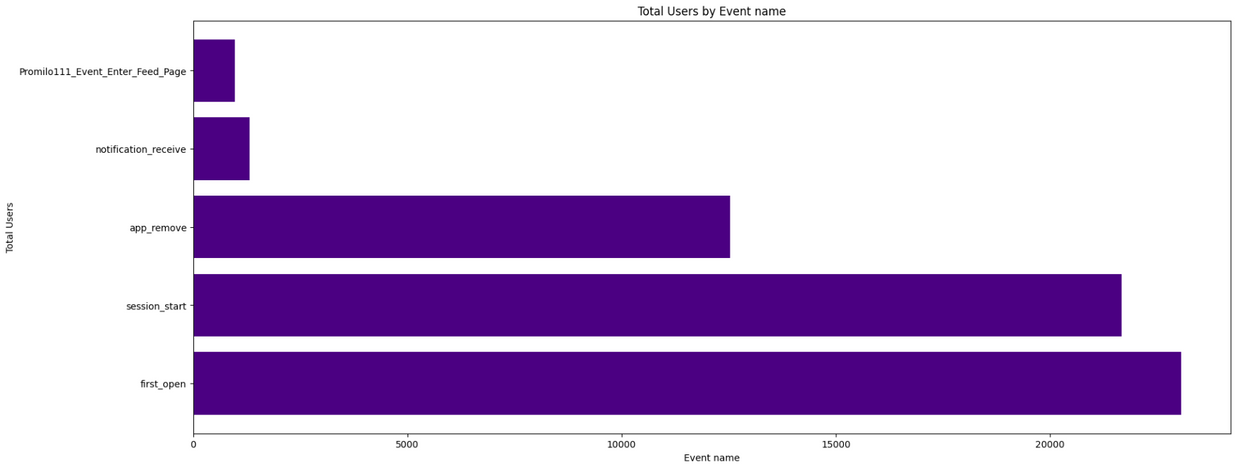 Total Users by Event name
Promilo111_Event_Enter_Feed_Page
notification_receive
app_remove
session_start
first_open
Total Users
0 5000 10000 15000 20000
Event name